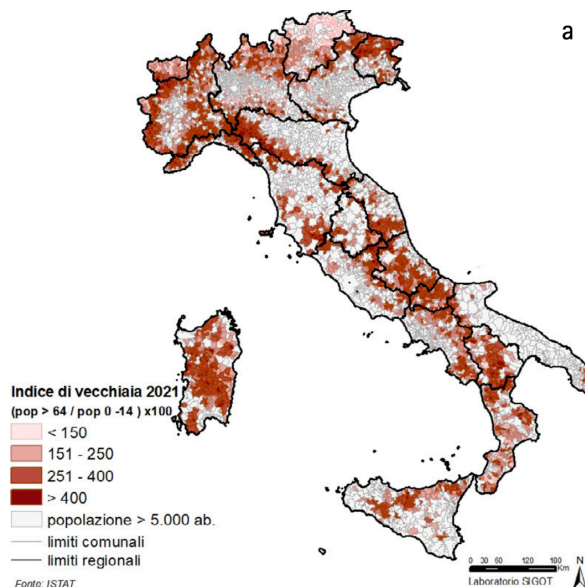 a
Indice di vecchiaia 2021
(pop > 64 / pop 0 -14 ) x100
< 150
151 - 250
251 - 400
> 400
popolazione > 5.000 ab.
limiti comunali
limiti regionali
Fonte: ISTAT
0 30 60 120 180
Km
Laboratorio SIGOT
N